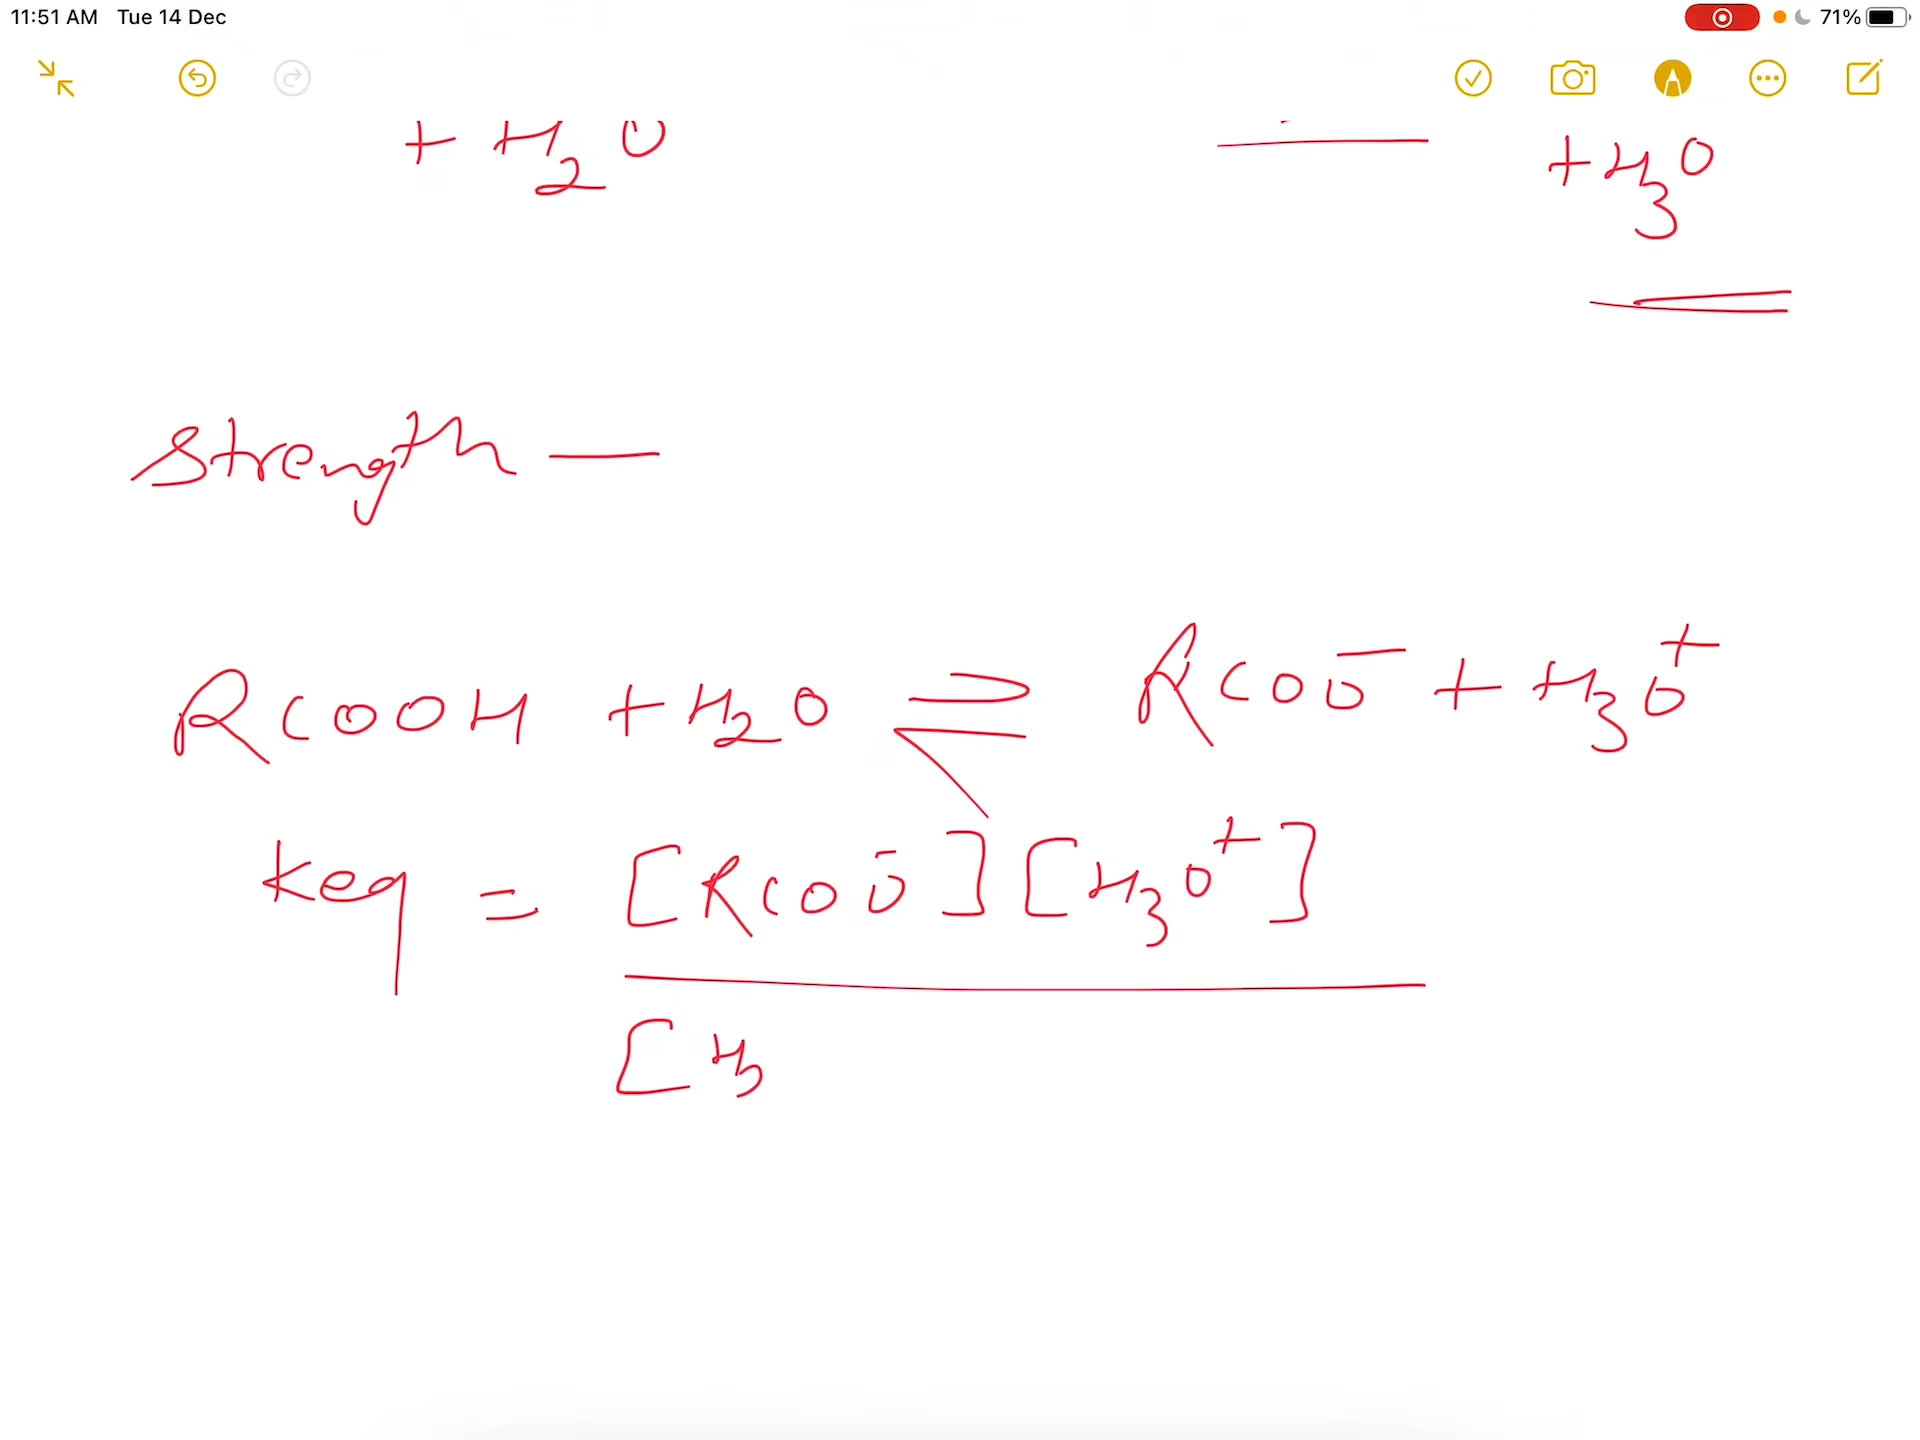 11:51 AM Tue 14 Dec 71%
+ H₂O
+ H₃O
Strength —
RCOOH + H₂O ⇌ RCOO⁻ + H₃O⁺
Keq = [RCOO⁻][H₃O⁺]
[H